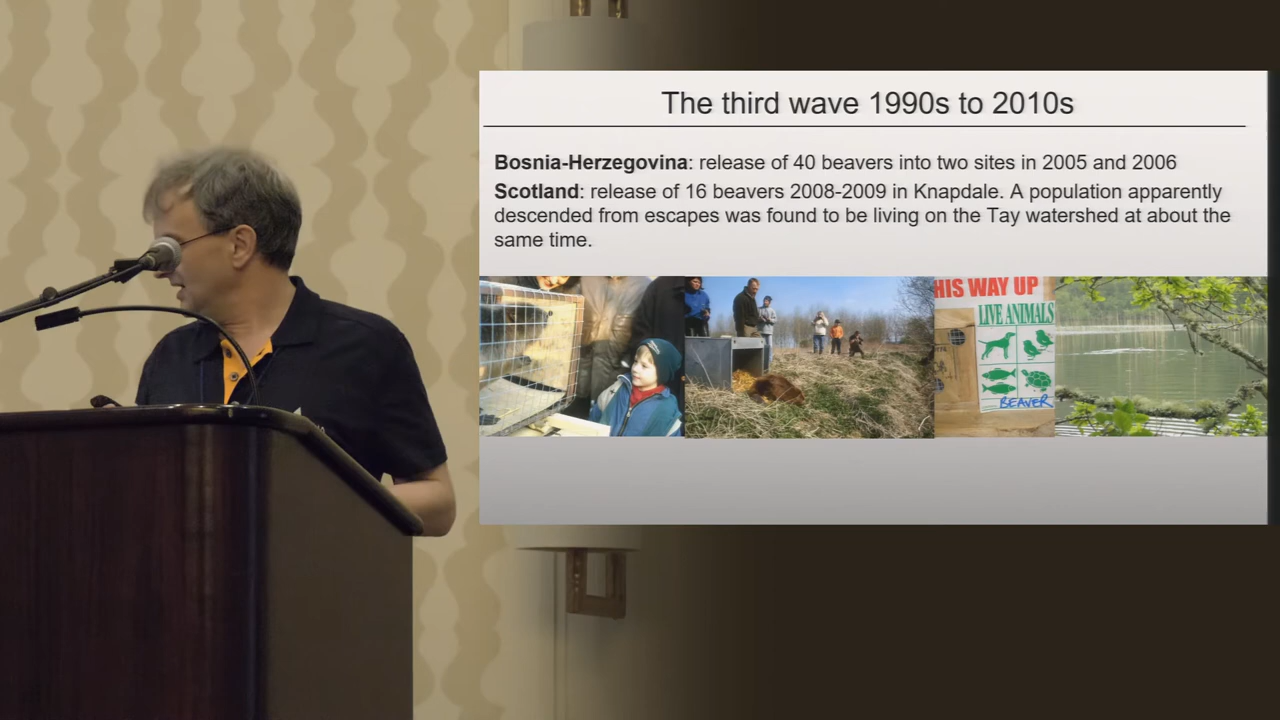 The third wave 1990s to 2010s
Bosnia-Herzegovina: release of 40 beavers into two sites in 2005 and 2006
Scotland: release of 16 beavers 2008-2009 in Knapdale. A population apparently
descended from escapes was found to be living on the Tay watershed at about the
same time.
HIS WAY UP
LIVE ANIMALS
BEAVER